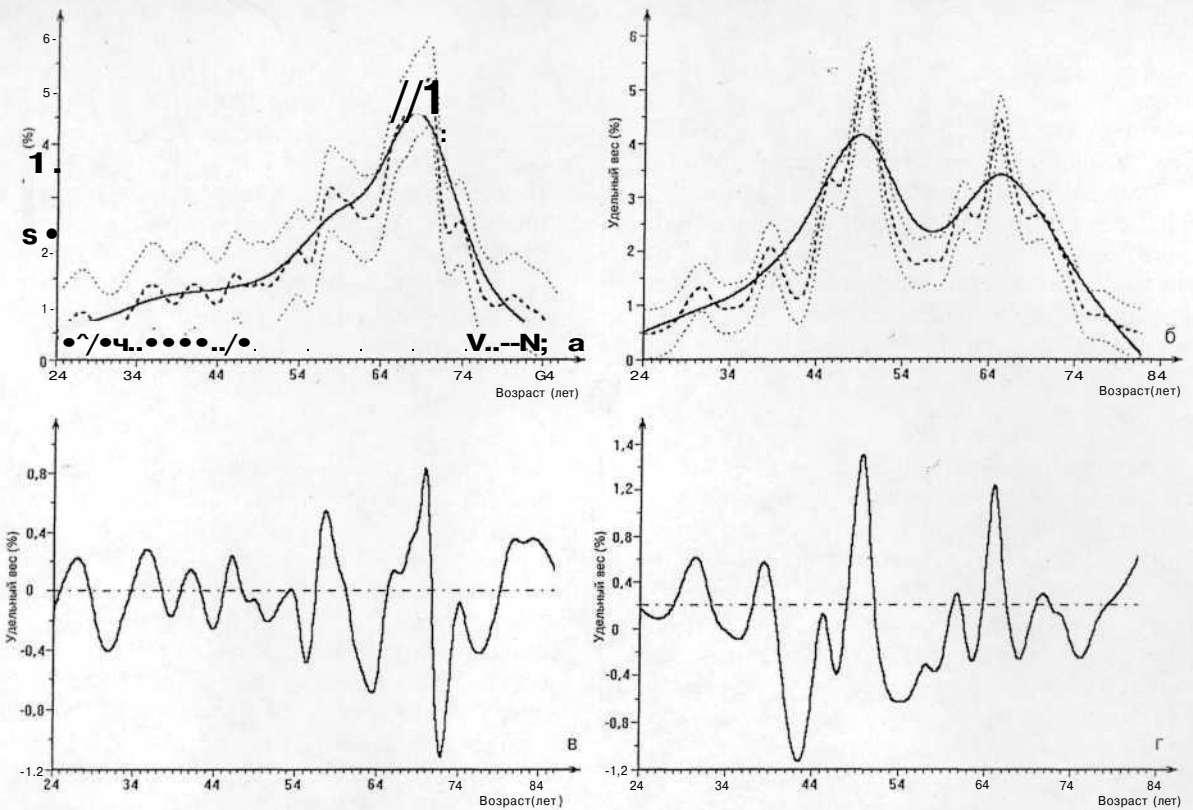 6-
5-
(%)
4
1.
s •
2-
1-
0
•^/•ч..••••../•. V..--N; а
24 34 44 54 64 74 G4
Возраст (лет)
6
5
4
3
2
1
0
Удельный вес (%)
б
24 34 44 54 64 74 84
Возраст(лет)
0,8-
0,4
0
-0,4
-0,8
-1.2
Удельный вес (%)
в
24 34 44 54 64 74 84
Возраст(лет)
1,4
1,2
0,8
0,4
0
-0,4
-0,8
-1,2
Удельный вес (%)
г
24 34 44 54 64 74 84
Возраст (лет)